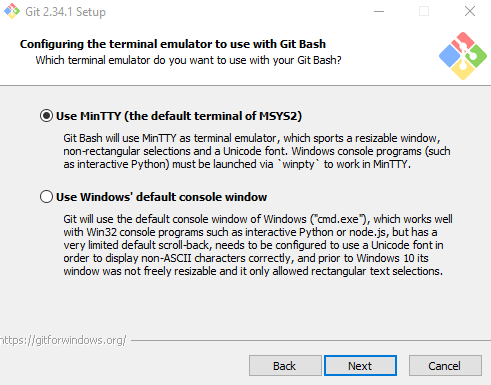 Git 2.34.1 Setup
Configuring the terminal emulator to use with Git Bash
Which terminal emulator do you want to use with your Git Bash?
Use MinTTY (the default terminal of MSYS2)
Git Bash will use MinTTY as terminal emulator, which sports a resizable window,
non-rectangular selections and a Unicode font. Windows console programs (such
as interactive Python) must be launched via `winpty` to work in MinTTY.
Use Windows' default console window
Git will use the default console window of Windows ("cmd.exe"), which works well
with Win32 console programs such as interactive Python or node.js, but has a
very limited default scroll-back, needs to be configured to use a Unicode font in
order to display non-ASCII characters correctly, and prior to Windows 10 its
window was not freely resizable and it only allowed rectangular text selections.
https://gitforwindows.org/
Back
Next
Cancel